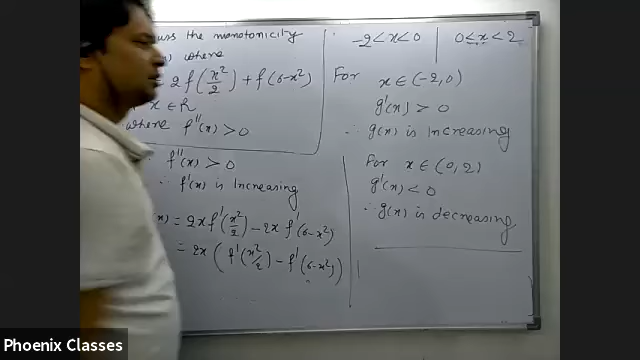 the monotonicity
where
2f(x²/2) + f(6-x²)
x ∈ R
where f''(x) > 0
f''(x) > 0
∴ f'(x) is Increasing
x) = 2x f'(x²/2) - 2x f'(6-x²)
= 2x ( f'(x²/2) - f'(6-x²) )
-2 < x < 0 | 0 ≤ x < 2
For x ∈ (-2, 0)
g'(x) > 0
∴ g(x) is Increasing
For x ∈ (0, 2)
g'(x) < 0
∴ g(x) is decreasing
Phoenix Classes